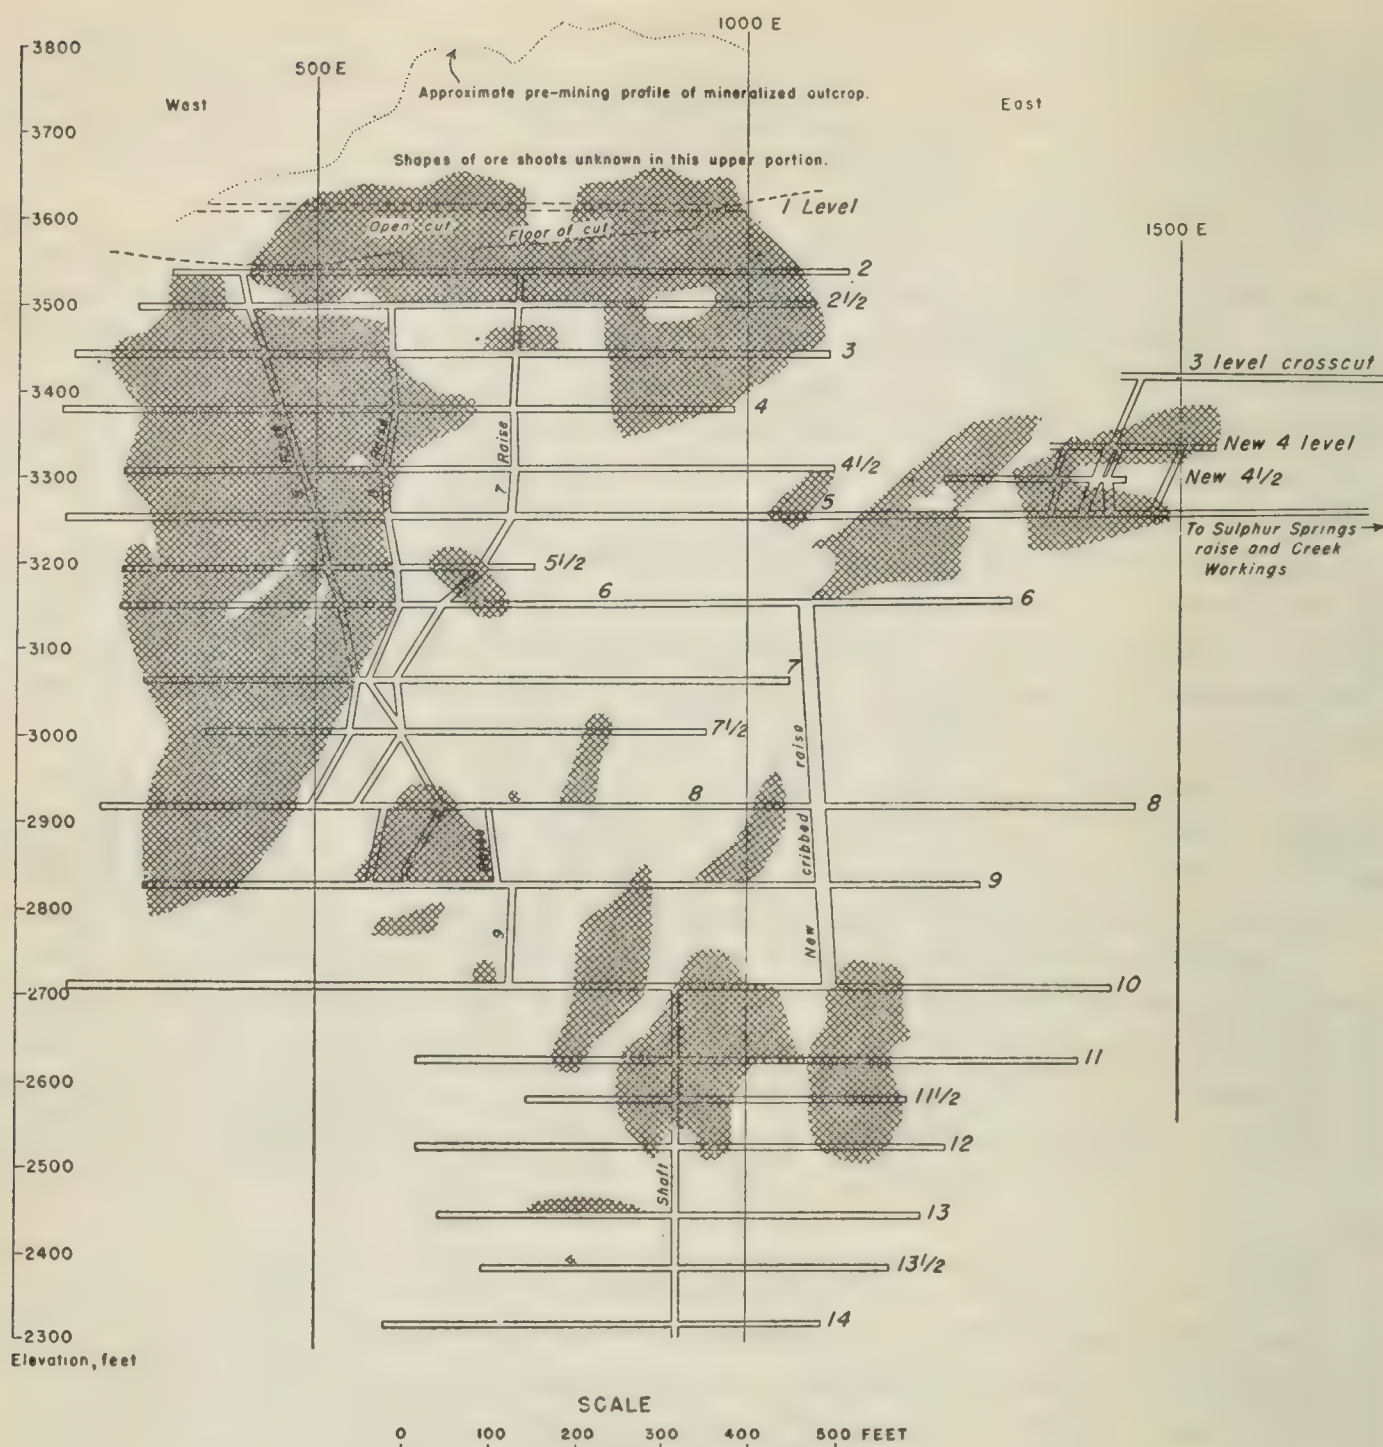 1000 E
3800
500 E
Approximate pre-mining profile of mineralized outcrop.
West
East
3700
Shapes of ore shoots unknown in this upper portion.
3600
1 Level
Open cut
Floor of cut
1500 E
2
3500
2 1/2
3
3 level crosscut
3400
4
Raise
Raise
New 4 level
4 1/2
3300
New 4 1/2
7
8
5
To Sulphur Springs
raise and Creek
Workings
3200
5 1/2
6
6
3100
7
3000
7 1/2
raise
8
8
2900
cribbed
Raise
9
2800
9
New
2700
10
11
2600
11 1/2
12
2500
Shaft
13
2400
13 1/2
14
2300
Elevation, feet
SCALE
0 100 200 300 400 500 FEET